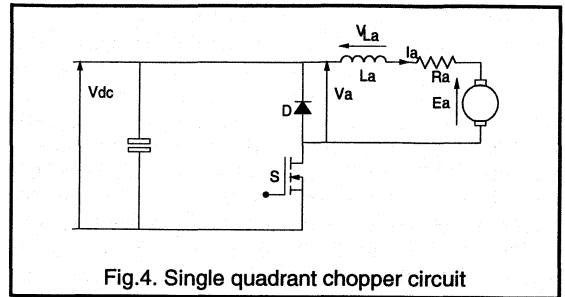 VLa
Ia
La
Ra
Vdc
Va
Ea
D
S
Fig.4. Single quadrant chopper circuit